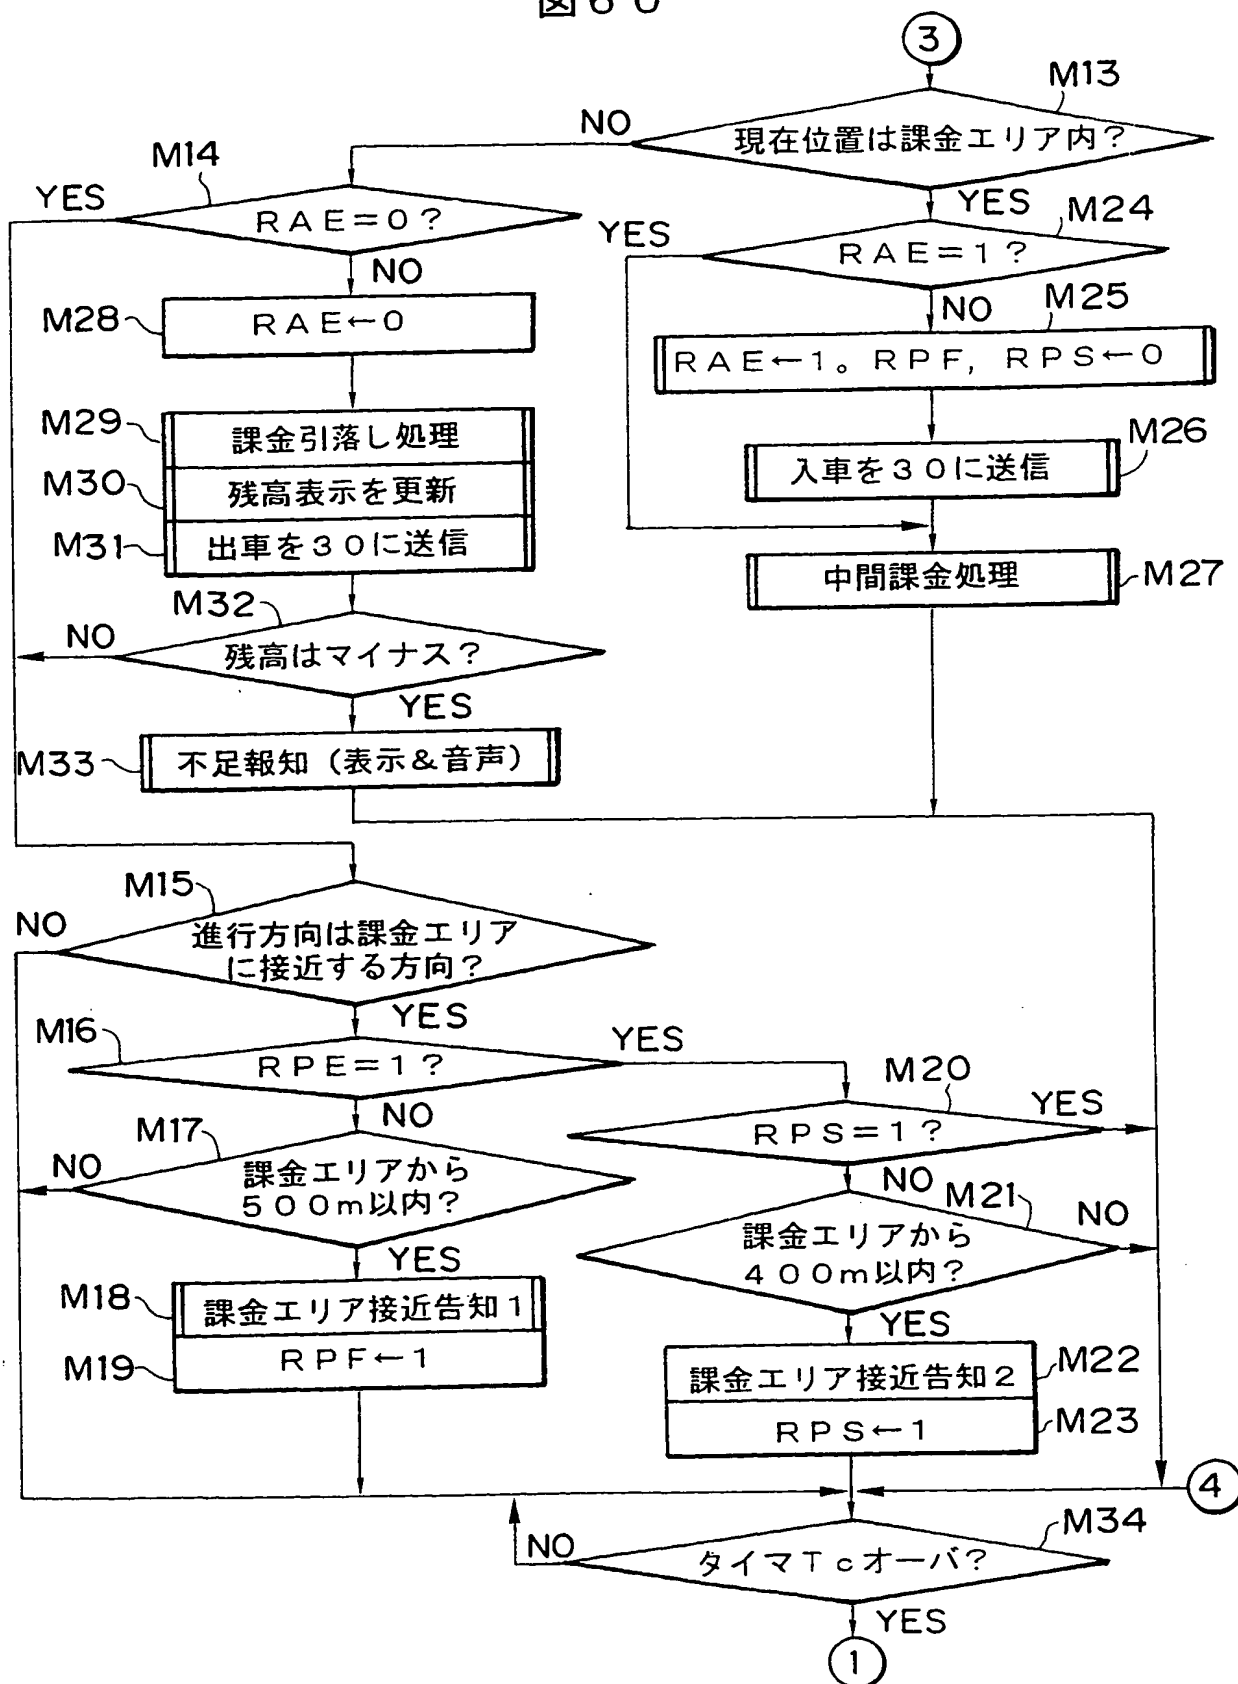 図60
3
M13
NO
現在位置は課金エリア内?
M14
YES
YES
M24
RAE=0?
YES
RAE=1?
NO
NO
M25
M28
RAE←0
RAE←1。RPF, RPS←0
M29
課金引落し処理
M26
M30
残高表示を更新
入車を30に送信
M31
出車を30に送信
中間課金処理
M27
M32
NO
残高はマイナス?
YES
M33
不足報知(表示&音声)
M15
NO
進行方向は課金エリア
に接近する方向?
YES
M16
RPE=1?
YES
M20
YES
NO
RPS=1?
M17
NO
課金エリアから
500m以内?
NO
M21
NO
課金エリアから
400m以内?
YES
YES
M18
課金エリア接近告知1
M19
RPF←1
課金エリア接近告知2
M22
RPS←1
M23
4
M34
NO
タイマTcオーバ?
YES
1